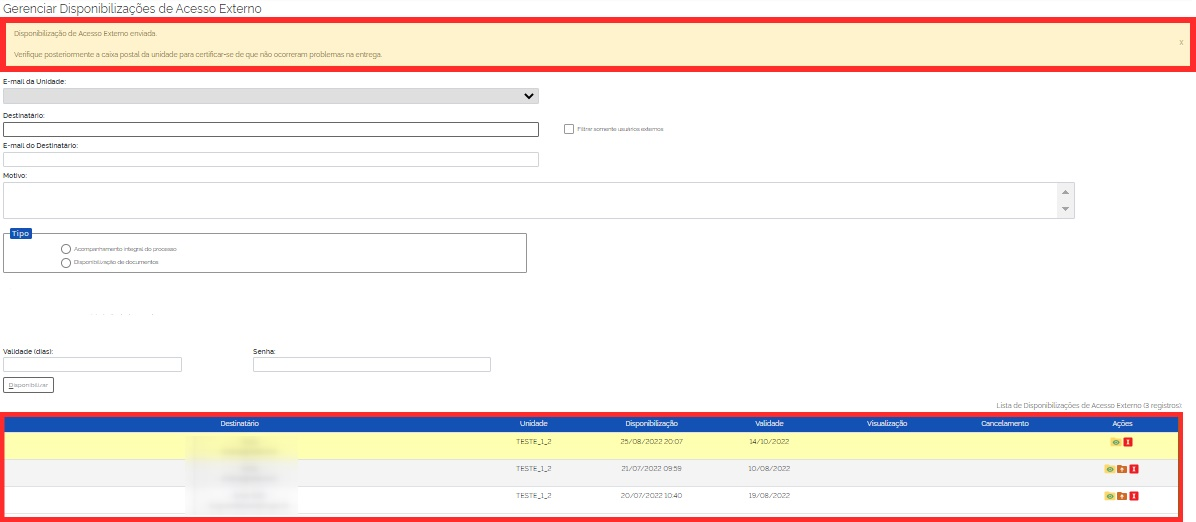 Gerenciar Disponibilizações de Acesso Externo
Disponibilização de Acesso Externo enviada.
Verifique posteriormente a caixa postal da unidade para certificar-se de que não ocorreram problemas na entrega.
x
E-mail da Unidade:
Destinatário:
Filtrar somente usuários externos
E-mail do Destinatário:
Motivo:
Tipo
Acompanhamento integral do processo
Disponibilização de documentos
Validade (dias): Senha:
Disponibilizar
Lista de Disponibilizações de Acesso Externo (3 registros):
Destinatário Unidade Disponibilização Validade Visualização Cancelamento Ações
TESTE_1_2 25/08/2022 20:07 14/10/2022
TESTE_1_2 21/07/2022 09:59 10/08/2022
TESTE_1_2 20/07/2022 10:40 19/08/2022